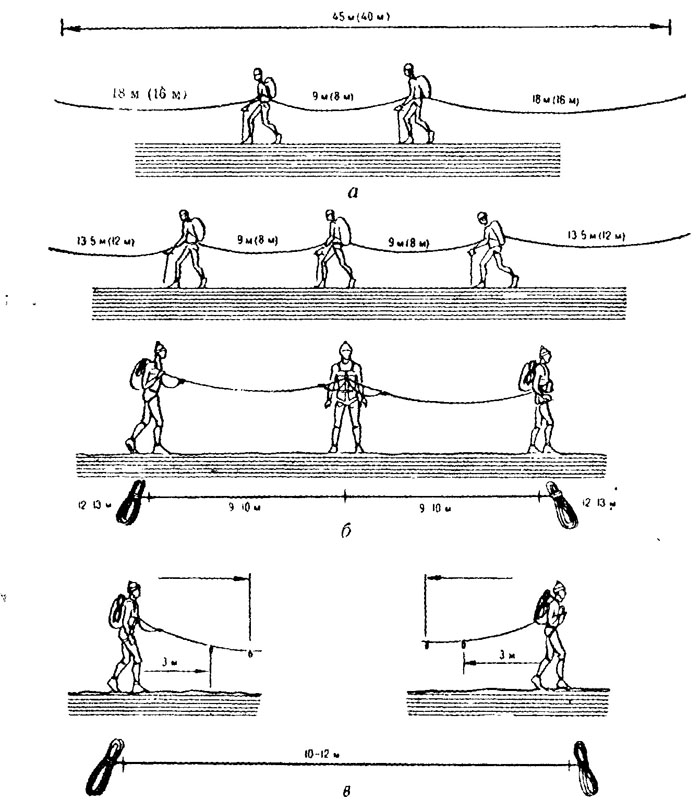 45 м (40 м)
18 м (16 м)
9 м (8 м)
18 м (16 м)
а
13 5 м (12 м)
9 м (8 м)
9 м (8 м)
13 5 м (12 м)
12 13 м
9 10 м
9 10 м
12 13 м
б
3 м
3 м
10-12 м
в